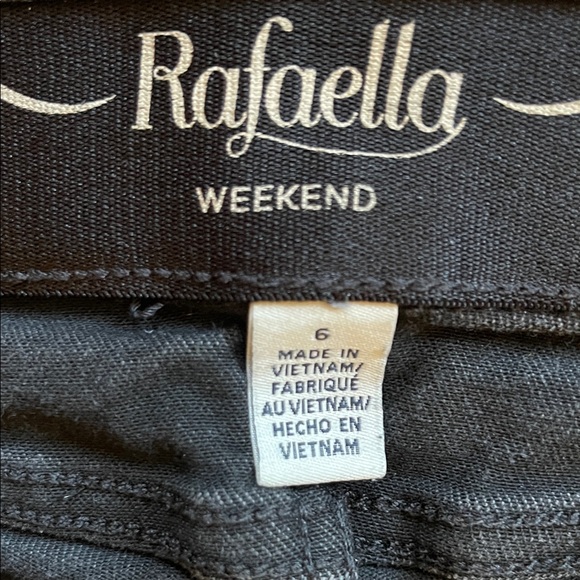 Rafaella
WEEKEND
6
MADE IN
VIETNAM/
FABRIQUÉ
AU VIETNAM/
HECHO EN
VIETNAM